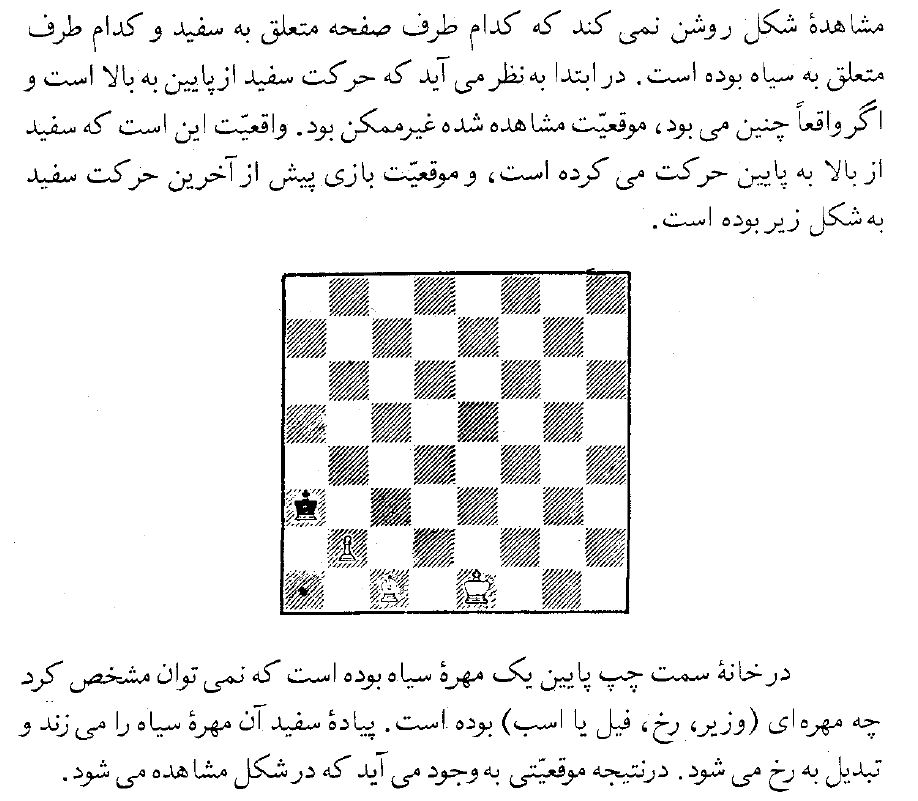 مشاهدهٔ شکل روشن نمی کند که کدام طرف صفحه متعلق به سفید و کدام طرف
متعلق به سیاه بوده است. در ابتدا به نظر می آید که حرکت سفید از پایین به بالا است و
اگر واقعاً چنین می بود، موقعیّت مشاهده شده غیرممکن بود. واقعیّت این است که سفید
از بالا به پایین حرکت می کرده است، و موقعیّت بازی پیش از آخرین حرکت سفید
به شکل زیر بوده است.
در خانهٔ سمت چپ پایین یک مهرهٔ سیاه بوده است که نمی توان مشخص کرد
چه مهره ای (وزیر، رخ، فیل یا اسب) بوده است. پیادهٔ سفید آن مهرهٔ سیاه را می زند و
تبدیل به رخ می شود. درنتیجه موقعیّتی به وجود می آید که در شکل مشاهده می شود.